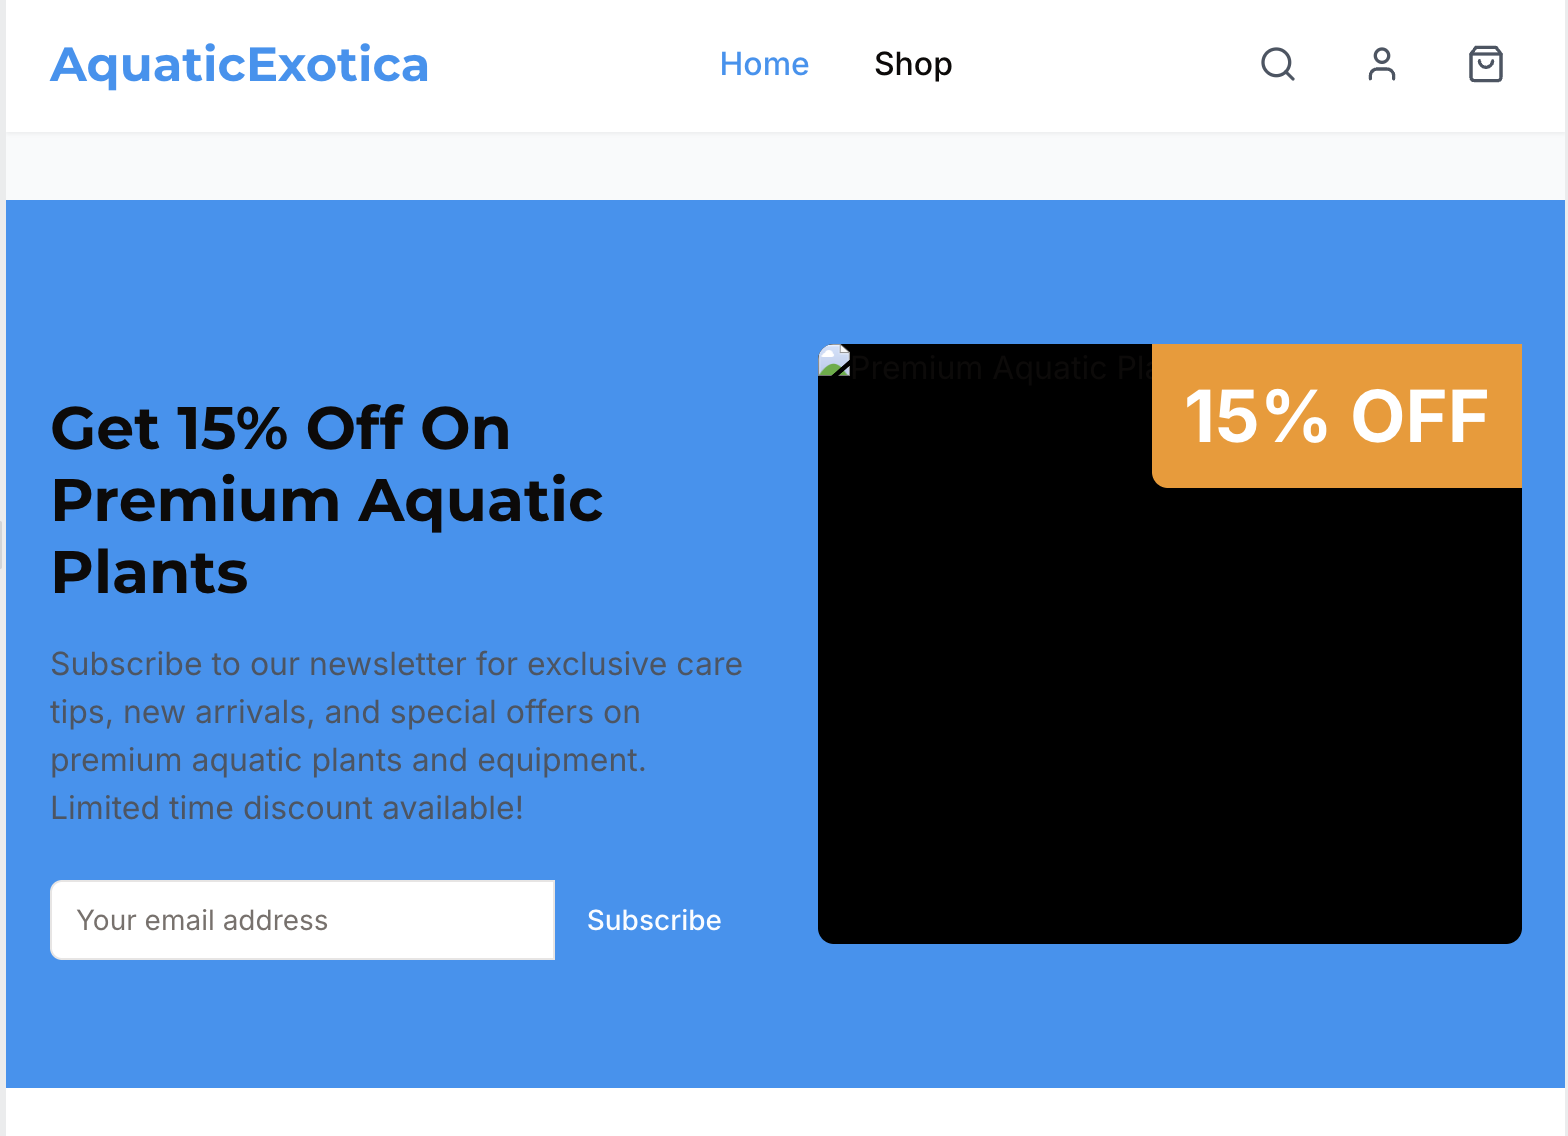 AquaticExotica
Home
Shop
Premium Aquatic
15% OFF
Get 15% Off On
Premium Aquatic
Plants
Subscribe to our newsletter for exclusive care
tips, new arrivals, and special offers on
premium aquatic plants and equipment.
Limited time discount available!
Your email address
Subscribe